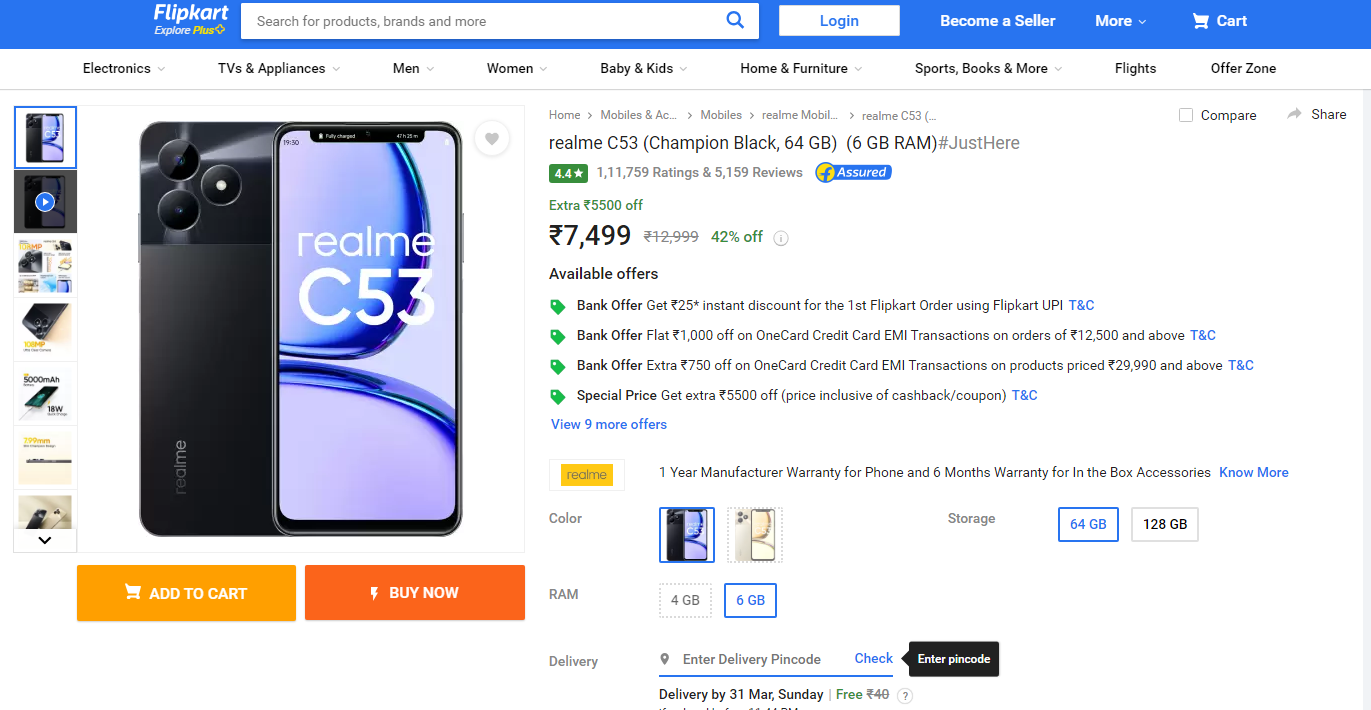 Flipkart
Explore Plus
Search for products, brands and more
Login
Become a Seller
More
Cart
Electronics
TVs & Appliances
Men
Women
Baby & Kids
Home & Furniture
Sports, Books & More
Flights
Offer Zone
Home
Mobiles & Ac...
Mobiles
realme Mobil...
realme C53 (...
Compare
Share
realme C53 (Champion Black, 64 GB) (6 GB RAM)#JustHere
4.4★ 1,11,759 Ratings & 5,159 Reviews Assured
Extra ₹5500 off
₹7,499 ₹12,999 42% off
Available offers
Bank Offer Get ₹25* instant discount for the 1st Flipkart Order using Flipkart UPI T&C
Bank Offer Flat ₹1,000 off on OneCard Credit Card EMI Transactions on orders of ₹12,500 and above T&C
Bank Offer Extra ₹750 off on OneCard Credit Card EMI Transactions on products priced ₹29,990 and above T&C
Special Price Get extra ₹5500 off (price inclusive of cashback/coupon) T&C
View 9 more offers
realme
1 Year Manufacturer Warranty for Phone and 6 Months Warranty for In the Box Accessories Know More
Color
Storage
64 GB
128 GB
RAM
4 GB
6 GB
Delivery
Enter Delivery Pincode
Check
Enter pincode
Delivery by 31 Mar, Sunday | Free ₹40 ?
Fully charged
47 h 25 m
19:30
realme
C53
realme
108MP
108MP
5000mAh
18W
7.99mm
ADD TO CART
BUY NOW